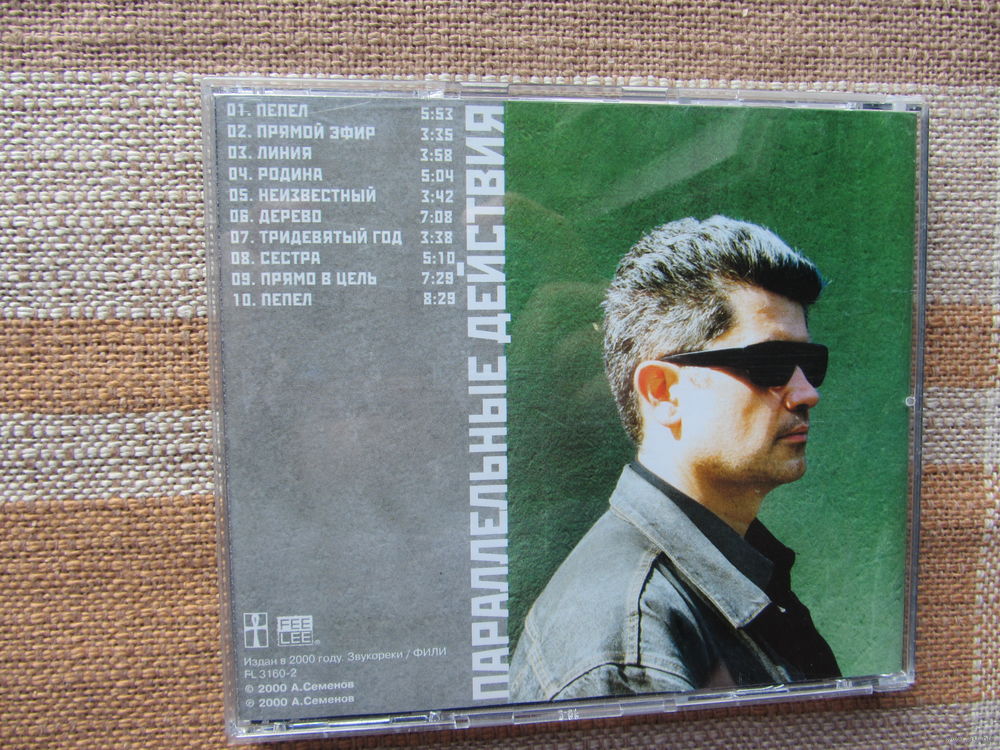 01. ПЕПЕЛ 5:53
02. ПРЯМОЙ ЭФИР 3:35
03. ЛИНИЯ 3:58
04. РОДИНА 5:04
05. НЕИЗВЕСТНЫЙ 3:42
06. ДЕРЕВО 7:08
07. ТРИДЕВЯТЫЙ ГОД 3:38
08. СЕСТРА 5:10
09. ПРЯМО В ЦЕЛЬ 7:29
10. ПЕПЕЛ 8:29
ПАРАЛЛЕЛЬНЫЕ ДЕЙСТВИЯ
FEE
LEE
Издан в 2000 году. Звукореки / ФИЛИ
FL 3160-2
℗ 2000 А.Семенов
© 2000 А.Семенов